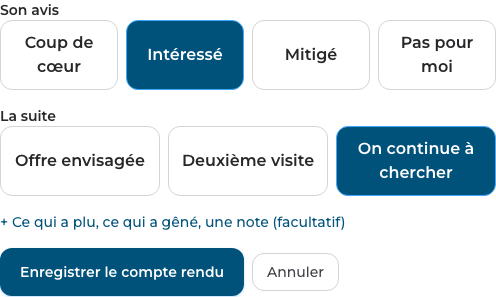 Son avis
Coup de
cœur
Intéressé
Mitigé
Pas pour
moi
La suite
Offre envisagée
Deuxième visite
On continue à
chercher
+ Ce qui a plu, ce qui a gêné, une note (facultatif)
Enregistrer le compte rendu
Annuler